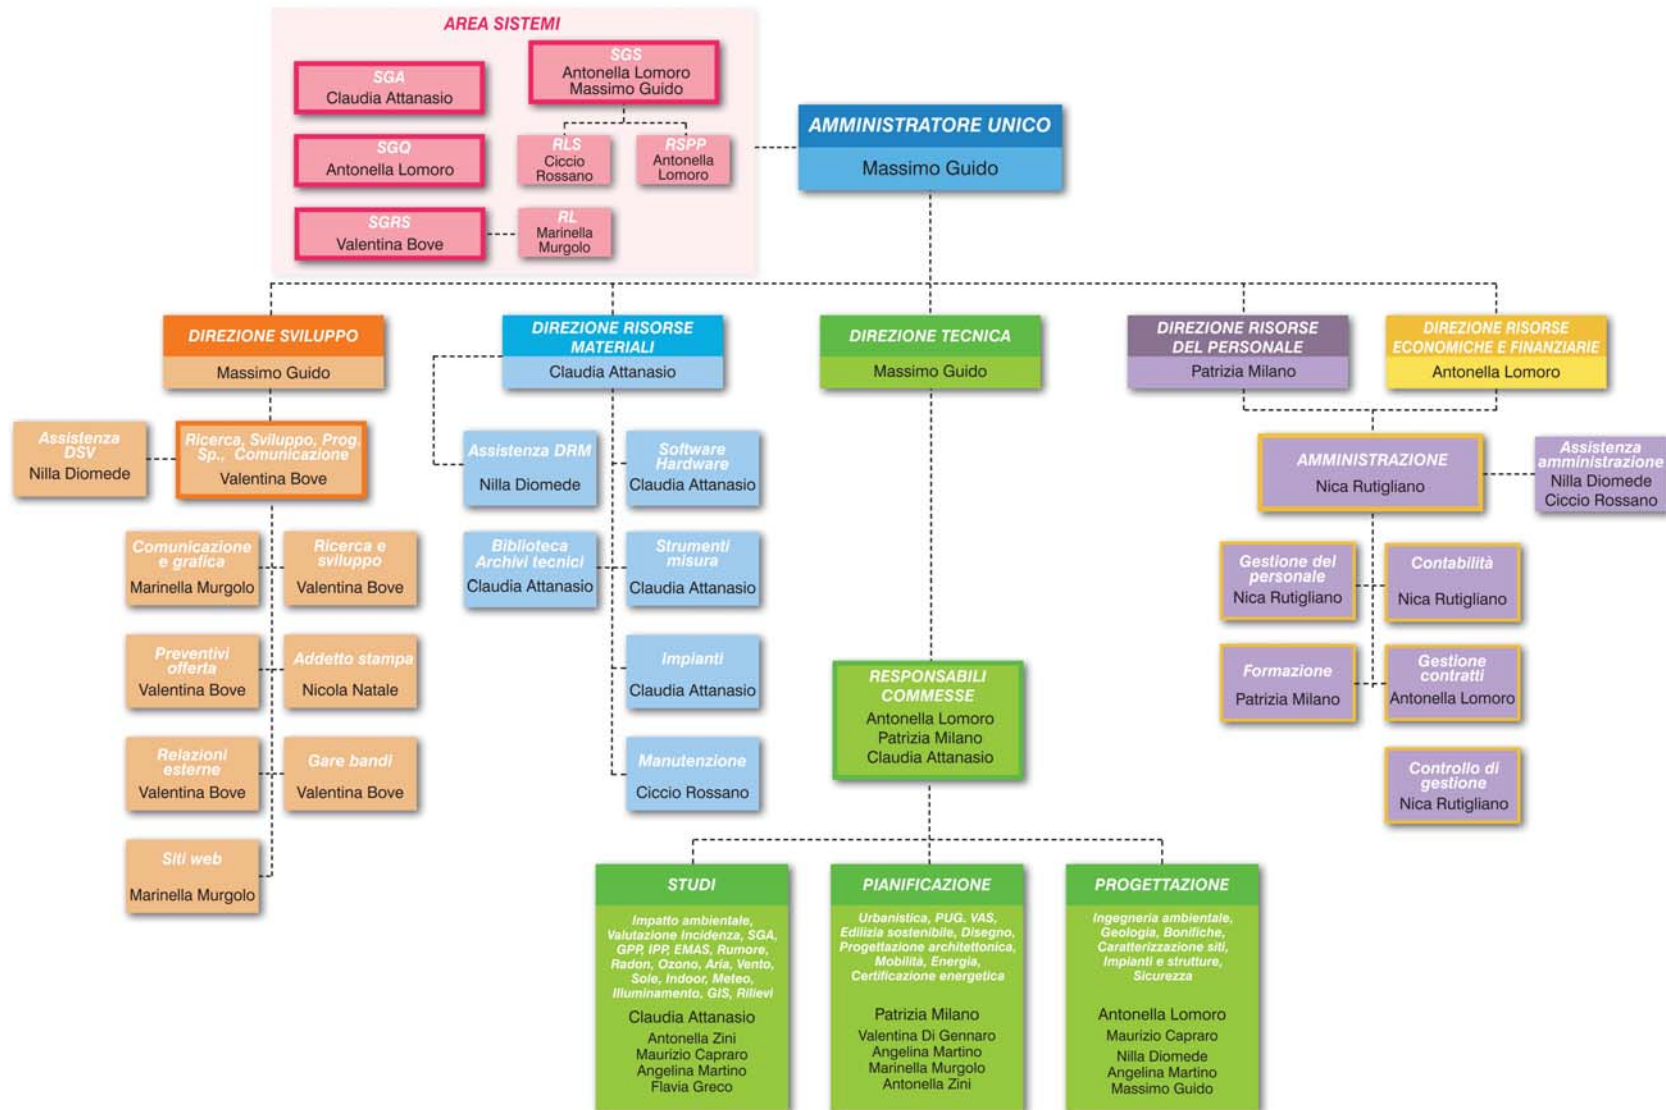 AREA SISTEMI
SGA
Claudia Attanasio
SGS
Antonella Lomoro
Massimo Guido
SGQ
Antonella Lomoro
RLS
Ciccio
Rossano
RSPP
Antonella
Lomoro
SGRS
Valentina Bove
RL
Marinella
Murgolo
AMMINISTRATORE UNICO
Massimo Guido
DIREZIONE SVILUPPO
Massimo Guido
DIREZIONE RISORSE
MATERIALI
Claudia Attanasio
DIREZIONE TECNICA
Massimo Guido
DIREZIONE RISORSE
DEL PERSONALE
Patrizia Milano
DIREZIONE RISORSE
ECONOMICHE E FINANZIARIE
Antonella Lomoro
Assistenza
DSV
Nilla Diomede
Ricerca, Sviluppo, Prog.
Sp., Comunicazione
Valentina Bove
Comunicazione
e grafica
Marinella Murgolo
Ricerca e
sviluppo
Valentina Bove
Preventivi
offerta
Valentina Bove
Addetto stampa
Nicola Natale
Relazioni
esterne
Valentina Bove
Gare bandi
Valentina Bove
Siti web
Marinella Murgolo
Assistenza DRM
Nilla Diomede
Software
Hardware
Claudia Attanasio
Biblioteca
Archivi tecnici
Claudia Attanasio
Strumenti
misura
Claudia Attanasio
Impianti
Claudia Attanasio
Manutenzione
Ciccio Rossano
RESPONSABILI
COMMESSE
Antonella Lomoro
Patrizia Milano
Claudia Attanasio
AMMINISTRAZIONE
Nica Rutigliano
Assistenza
amministrazione
Nilla Diomede
Ciccio Rossano
Gestione del
personale
Nica Rutigliano
Contabilità
Nica Rutigliano
Formazione
Patrizia Milano
Gestione
contratti
Antonella Lomoro
Controllo di
gestione
Nica Rutigliano
STUDI
Impatto ambientale,
Valutazione Incidenza, SGA,
GPP, IPP, EMAS, Rumore,
Radon, Ozono, Aria, Vento,
Sole, Indoor, Meteo,
Illuminamento, GIS, Rilievi
Claudia Attanasio
Antonella Zini
Maurizio Capraro
Angelina Martino
Flavia Greco
PIANIFICAZIONE
Urbanistica, PUG, VAS,
Edilizia sostenibile, Disegno,
Progettazione architettonica,
Mobilità, Energia,
Certificazione energetica
Patrizia Milano
Valentina Di Gennaro
Angelina Martino
Marinella Murgolo
Antonella Zini
PROGETTAZIONE
Ingegneria ambientale,
Geologia, Bonifiche,
Caratterizzazione siti,
Impianti e strutture,
Sicurezza
Antonella Lomoro
Maurizio Capraro
Nilla Diomede
Angelina Martino
Massimo Guido